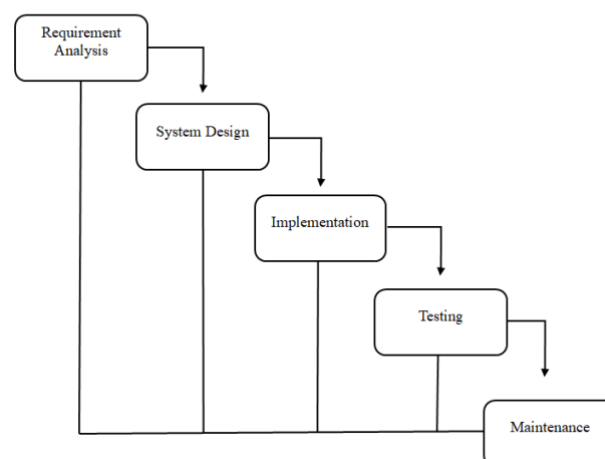 Requirement
Analysis
System Design
Implementation
Testing
Maintenance